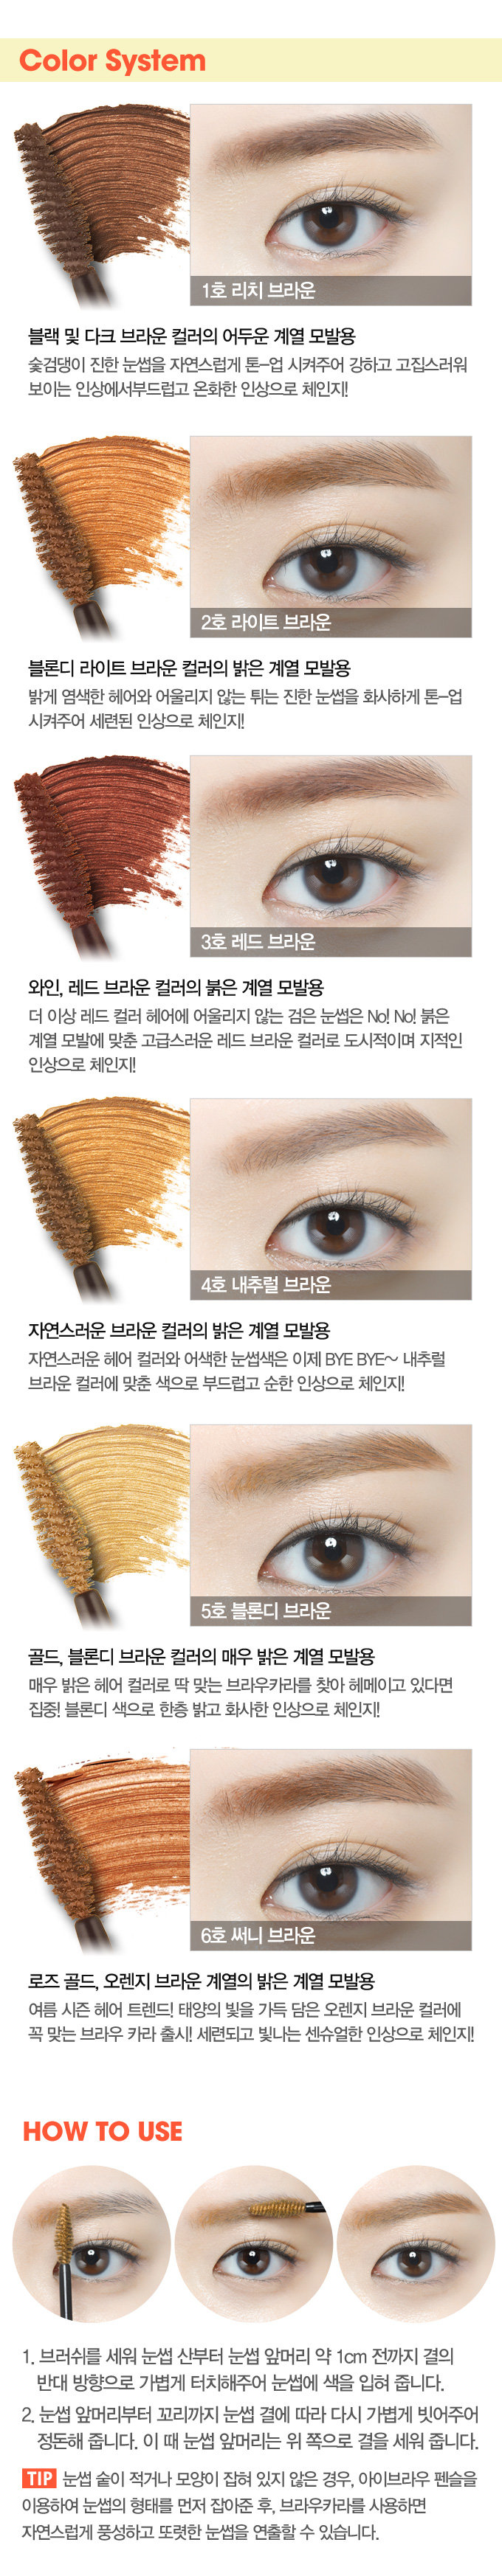 Color System
1호 리치 브라운
블랙 및 다크 브라운 컬러의 어두운 계열 모발용
숯검댕이 진한 눈썹을 자연스럽게 톤-업 시켜주어 강하고 고집스러워
보이는 인상에서부드럽고 온화한 인상으로 체인지!
2호 라이트 브라운
블론디 라이트 브라운 컬러의 밝은 계열 모발용
밝게 염색한 헤어와 어울리지 않는 튀는 진한 눈썹을 화사하게 톤-업
시켜주어 세련된 인상으로 체인지!
3호 레드 브라운
와인, 레드 브라운 컬러의 붉은 계열 모발용
더 이상 레드 컬러 헤어에 어울리지 않는 검은 눈썹은 No! No! 붉은
계열 모발에 맞춘 고급스러운 레드 브라운 컬러로 도시적이며 지적인
인상으로 체인지!
4호 내추럴 브라운
자연스러운 브라운 컬러의 밝은 계열 모발용
자연스러운 헤어 컬러와 어색한 눈썹색은 이제 BYE BYE~ 내추럴
브라운 컬러에 맞춘 색으로 부드럽고 순한 인상으로 체인지!
5호 블론디 브라운
골드, 블론디 브라운 컬러의 매우 밝은 계열 모발용
매우 밝은 헤어 컬러로 딱 맞는 브라우카라를 찾아 헤메이고 있다면
집중! 블론디 색으로 한층 밝고 화사한 인상으로 체인지!
6호 써니 브라운
로즈 골드, 오렌지 브라운 계열의 밝은 계열 모발용
여름 시즌 헤어 트렌드! 태양의 빛을 가득 담은 오렌지 브라운 컬러에
꼭 맞는 브라우 카라 출시! 세련되고 빛나는 센슈얼한 인상으로 체인지!
HOW TO USE
1. 브러쉬를 세워 눈썹 산부터 눈썹 앞머리 약 1cm 전까지 결의
반대 방향으로 가볍게 터치해주어 눈썹에 색을 입혀 줍니다.
2. 눈썹 앞머리부터 꼬리까지 눈썹 결에 따라 다시 가볍게 빗어주어
정돈해 줍니다. 이 때 눈썹 앞머리는 위 쪽으로 결을 세워 줍니다.
TIP 눈썹 숱이 적거나 모양이 잡혀 있지 않은 경우, 아이브라우 펜슬을
이용하여 눈썹의 형태를 먼저 잡아준 후, 브라우카라를 사용하면
자연스럽게 풍성하고 또렷한 눈썹을 연출할 수 있습니다.